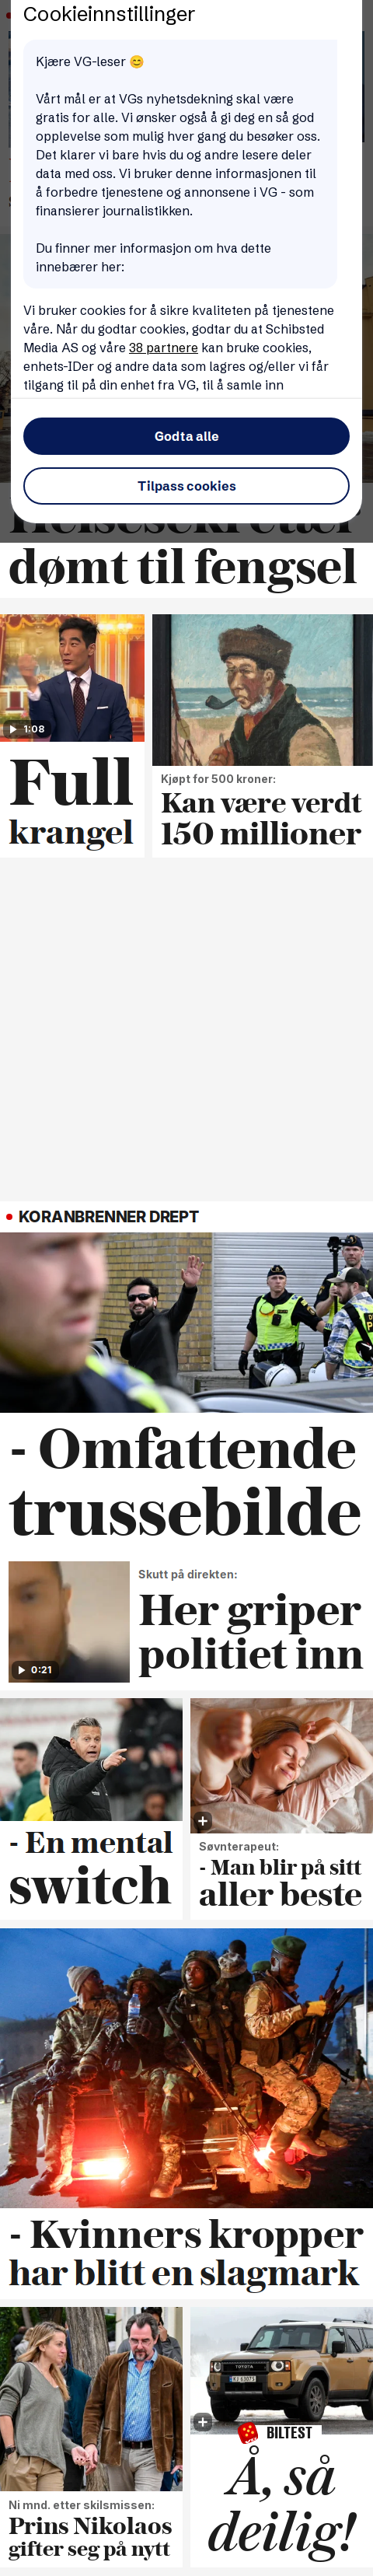 Cookieinnstillinger
Kjære VG-leser 😊
Vårt mål er at VGs nyhetsdekning skal være
gratis for alle. Vi ønsker også å gi deg en så god
opplevelse som mulig hver gang du besøker oss.
Det klarer vi bare hvis du og andre lesere deler
data med oss. Vi bruker denne informasjonen til
å forbedre tjenestene og annonsene i VG - som
finansierer journalistikken.
Du finner mer informasjon om hva dette
innebærer her:
Vi bruker cookies for å sikre kvaliteten på tjenestene
våre. Når du godtar cookies, godtar du at Schibsted
Media AS og våre 38 partnere kan bruke cookies,
enhets-IDer og andre data som lagres og/eller vi får
tilgang til på din enhet fra VG, til å samle inn
Godta alle
Tilpass cookies
Helsesekretær
dømt til fengsel
1:08
Full
krangel
Kjøpt for 500 kroner:
Kan være verdt
150 millioner
KORANBRENNER DREPT
- Omfattende
trussebilde
0:21
Skutt på direkten:
Her griper
politiet inn
- En mental
switch
Søvnterapeut:
- Man blir på sitt
aller beste
- Kvinners kropper
har blitt en slagmark
Ni mnd. etter skilsmissen:
Prins Nikolaos
gifter seg på nytt
TOYOTA
BILTEST
Å, så
deilig!